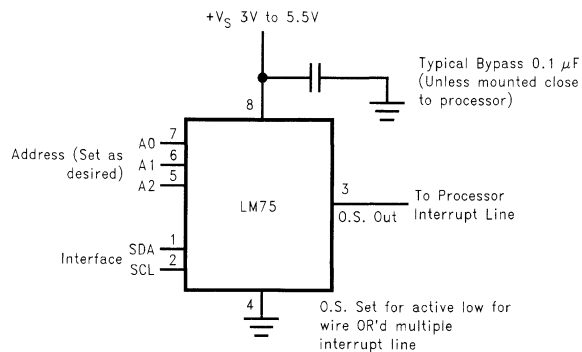 +VS 3V to 5.5V
Typical Bypass 0.1 μF
(Unless mounted close
to processor)
8
Address (Set as
desired)
A0 7
A1 6
A2 5
LM75
3
O.S. Out
To Processor
Interrupt Line
Interface
SDA 1
SCL 2
4
O.S. Set for active low for
wire OR'd multiple
interrupt line